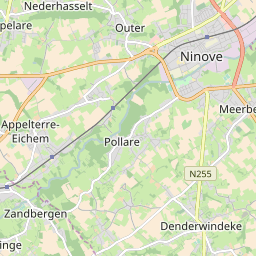 Nederhasselt
pelare
Outer
Ninove
Meerbe
Appelterre-
Eichem
Pollare
N255
Zandbergen
Denderwindeke
inge